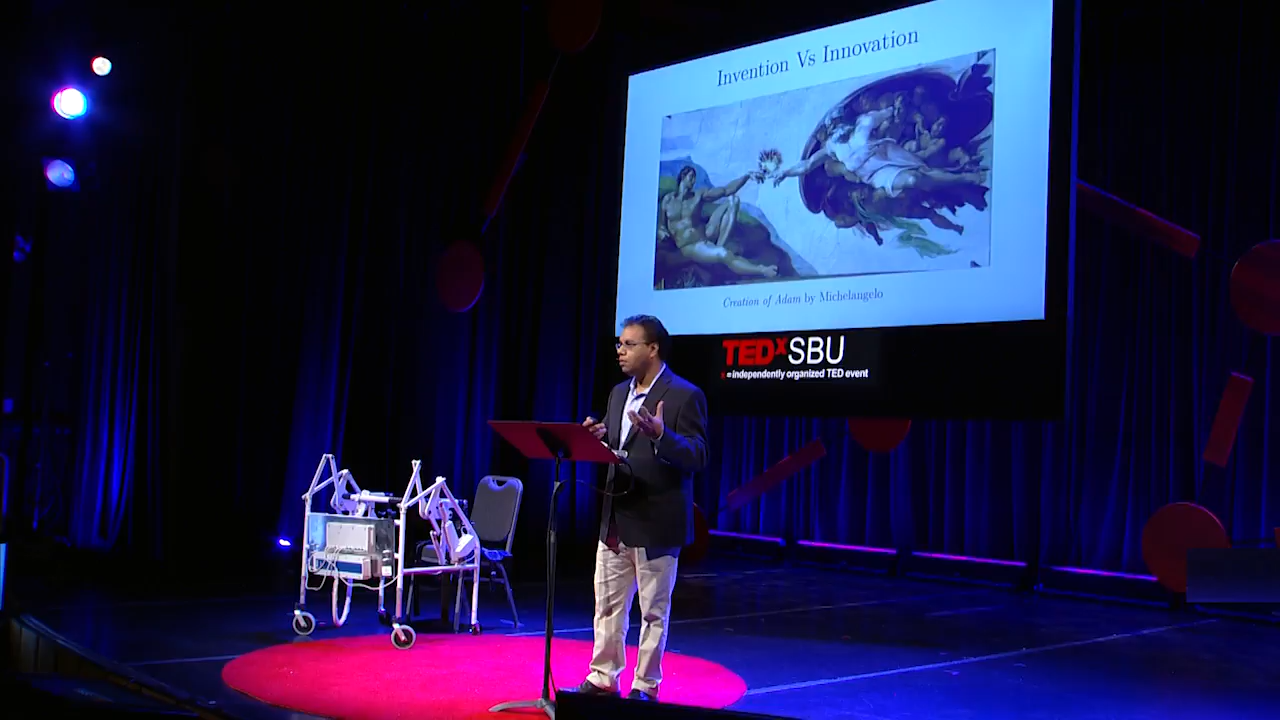 Invention Vs Innovation
Creation of Adam by Michelangelo
TEDxSBU
x = independently organized TED event